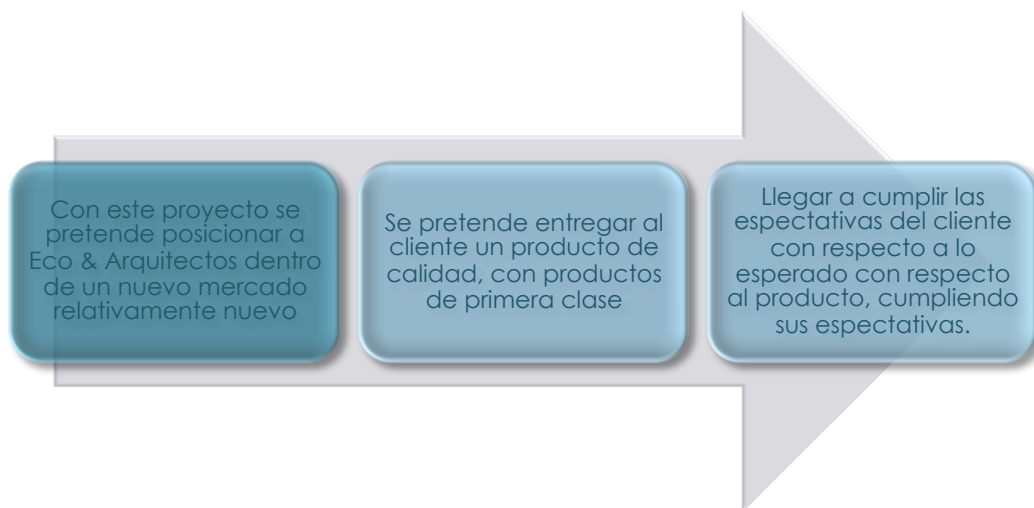 Con este proyecto se
pretende posicionar a
Eco & Arquitectos dentro
de un nuevo mercado
relativamente nuevo
Se pretende entregar al
cliente un producto de
calidad, con productos
de primera clase
Llegar a cumplir las
espectativas del cliente
con respecto a lo
esperado con respecto
al producto, cumpliendo
sus espectativas.